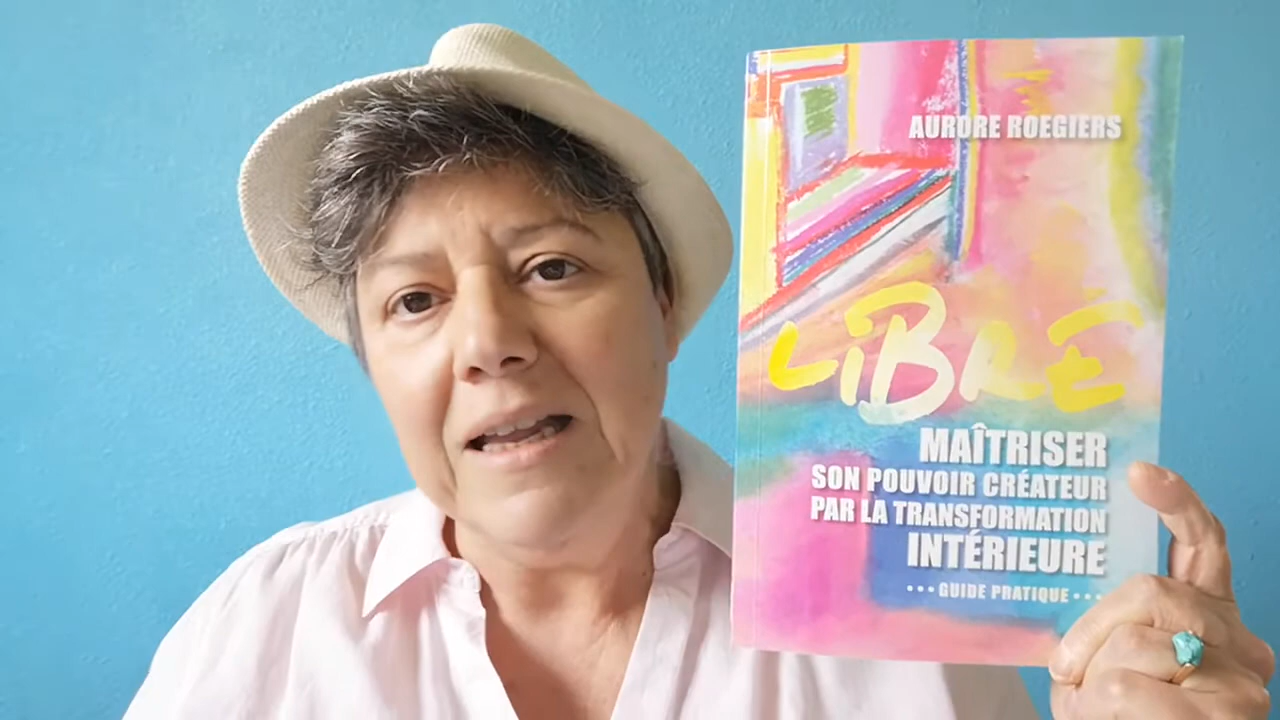 AURORE ROEGIERS
LiBRE
MAÎTRISER
SON POUVOIR CRÉATEUR
PAR LA TRANSFORMATION
INTÉRIEURE
••• GUIDE PRATIQUE •••